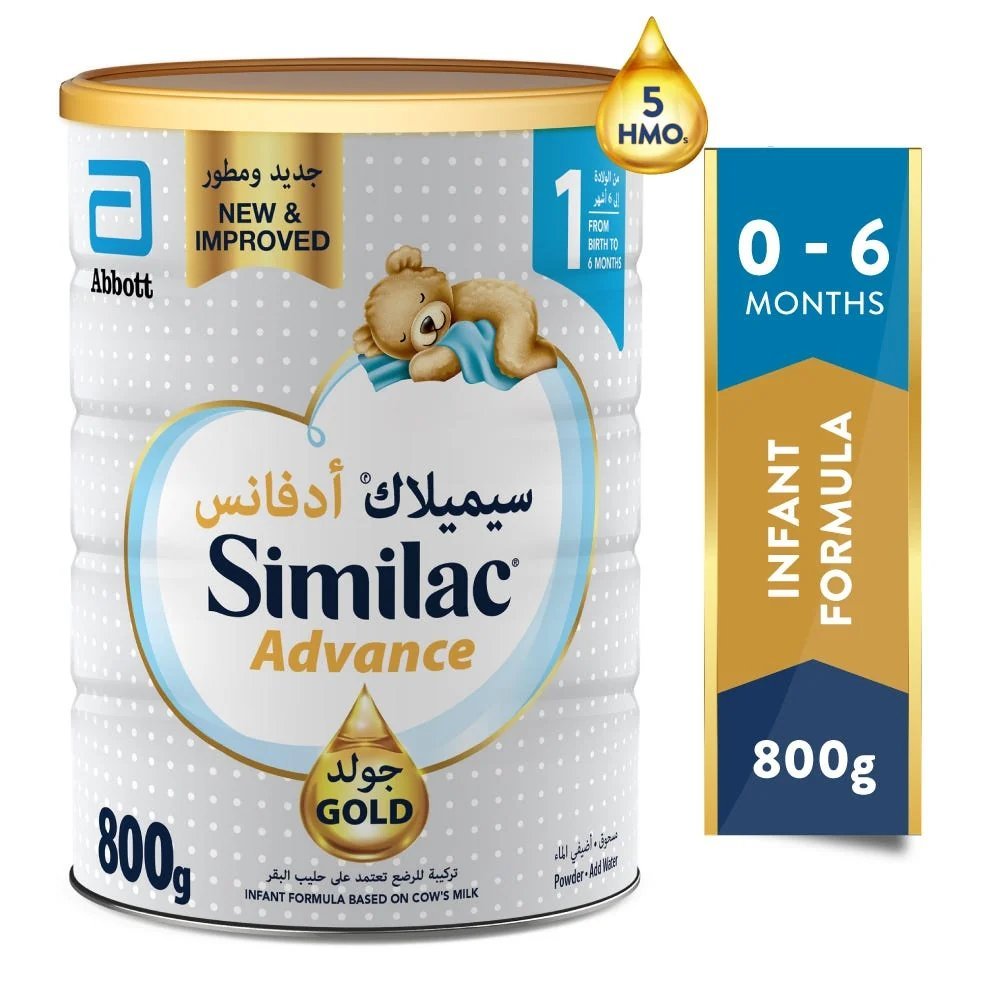 5
HMOs
Abbott
جديد ومطور
NEW &
IMPROVED
1
من الولادة
إلى 6 أشهر
FROM
BIRTH TO
6 MONTHS
سيميلاك® أدفانس
Similac®
Advance
جولد
GOLD
800g
تركيبة للرضع تعتمد على حليب البقر
INFANT FORMULA BASED ON COW'S MILK
مسحوق • أضيفي الماء
Powder • Add Water
0 - 6
MONTHS
INFANT
FORMULA
800g